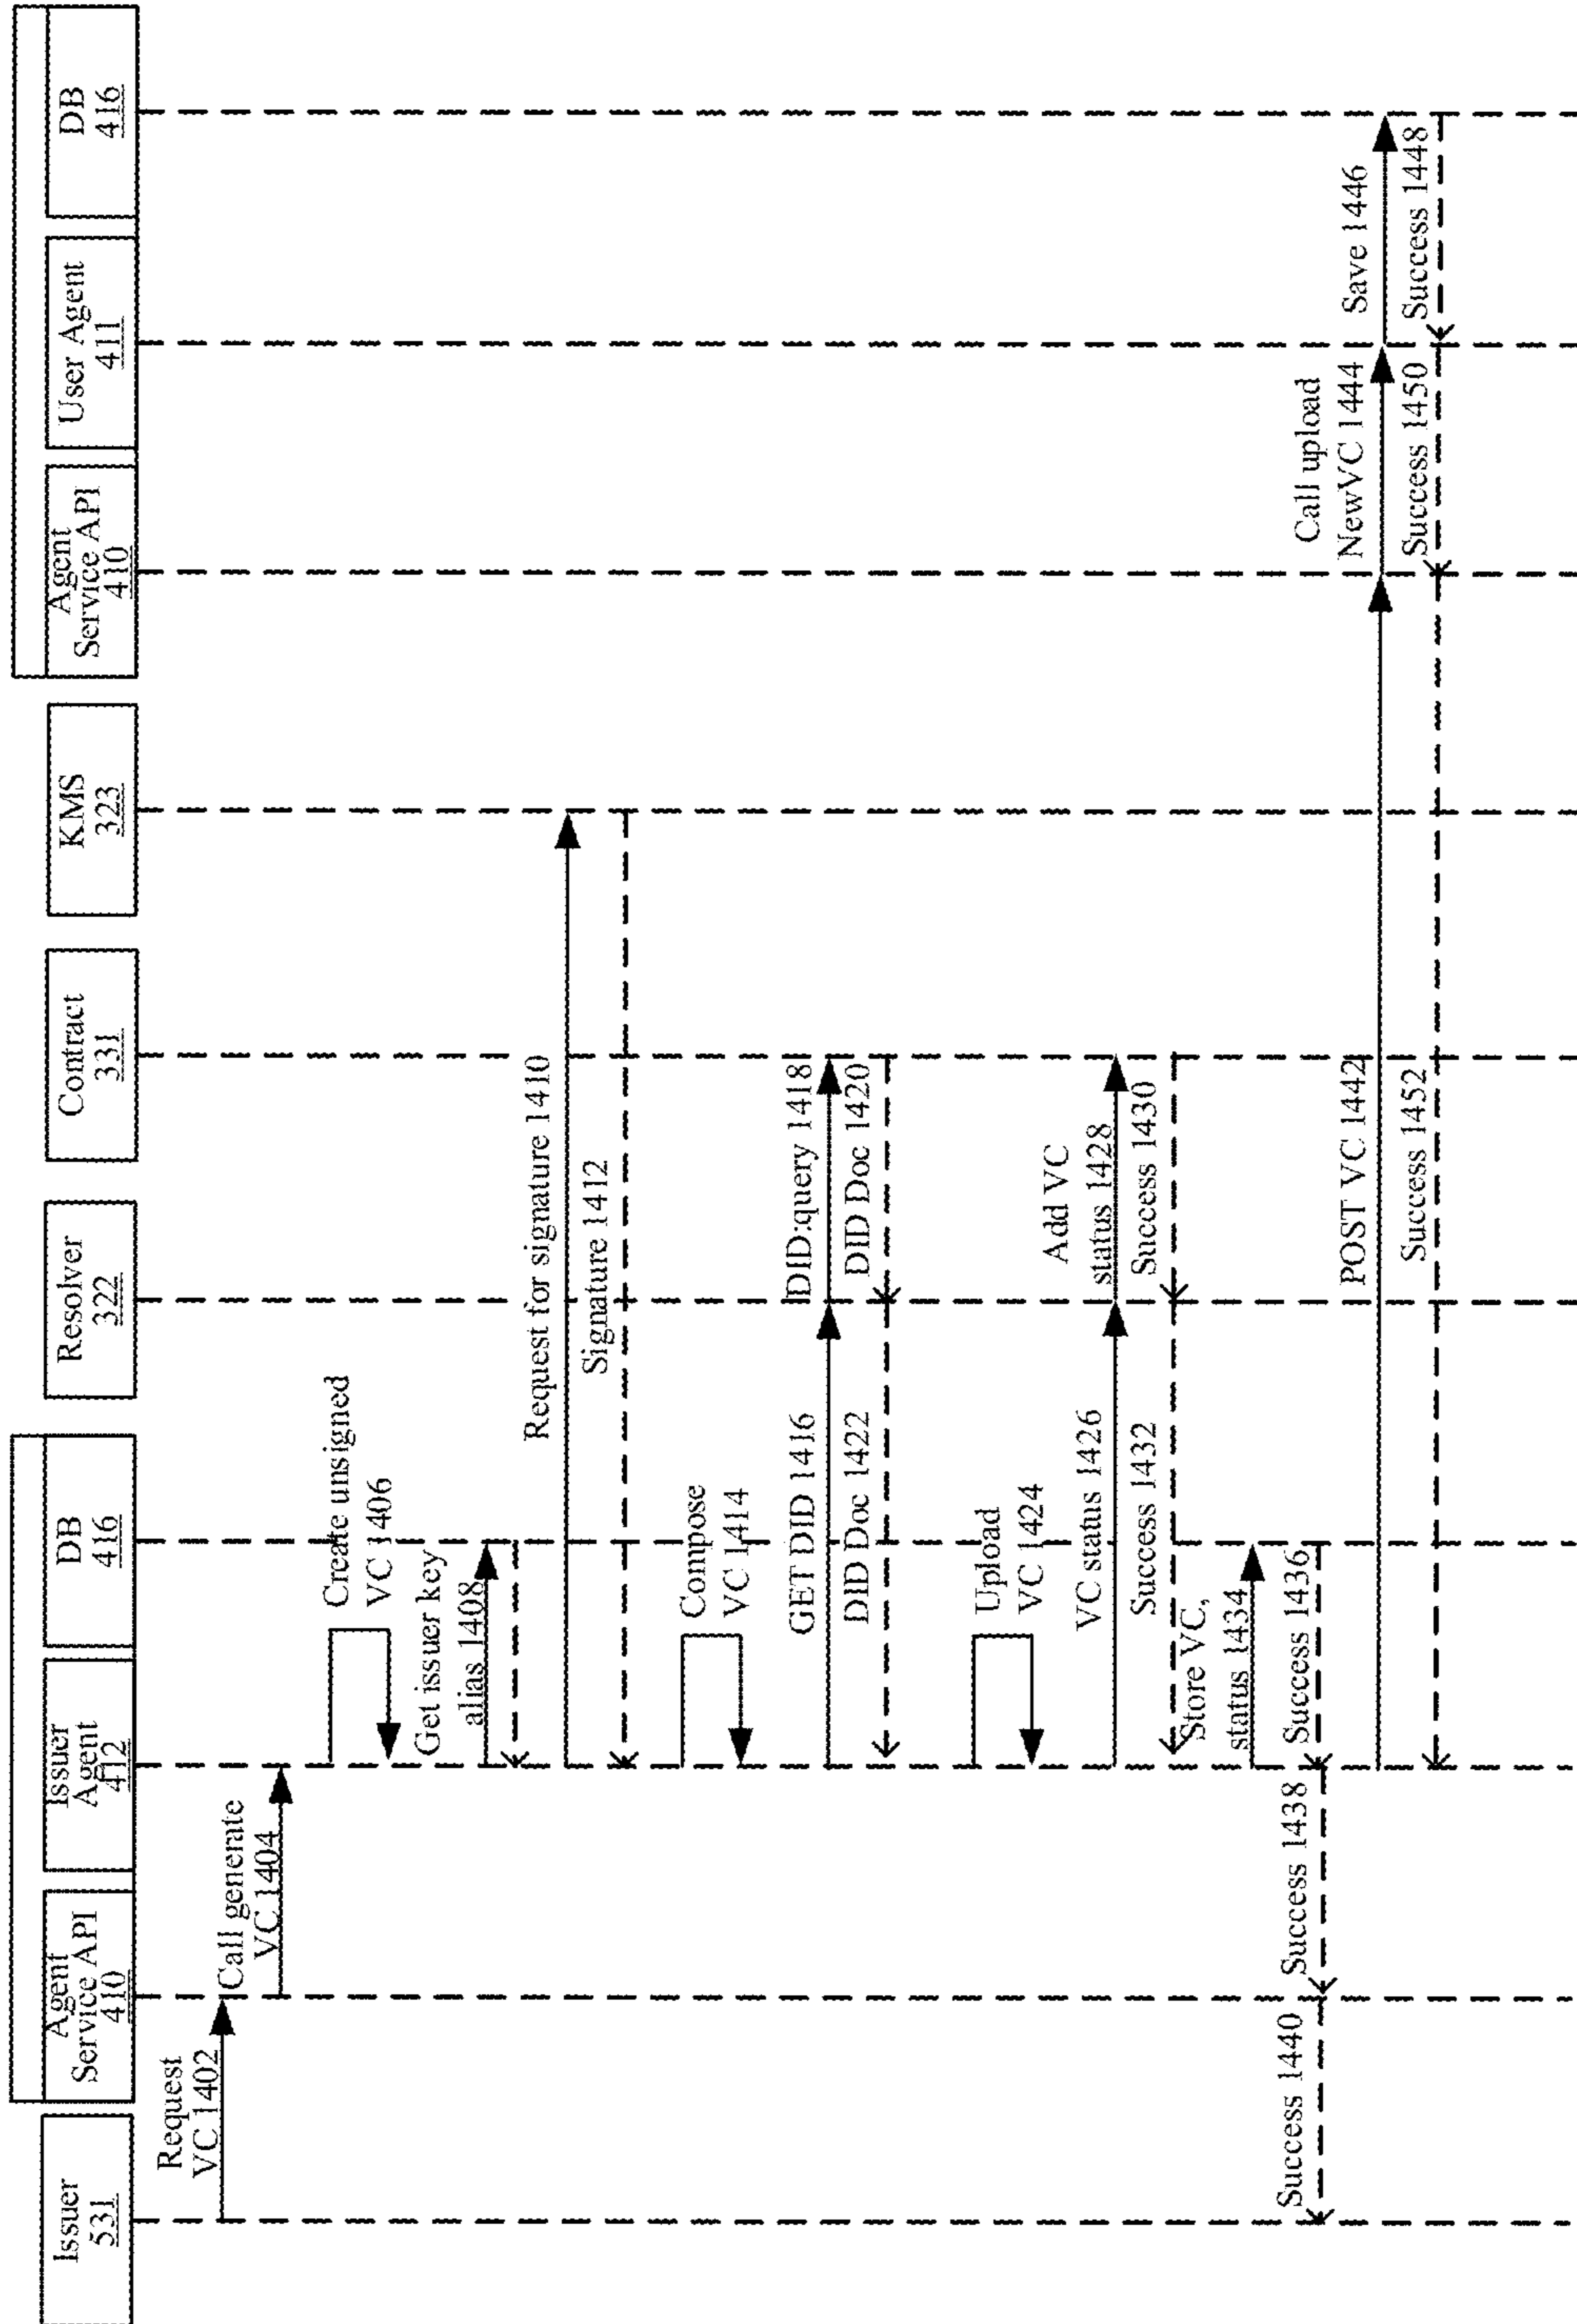 Issuer
531
Agent
Service API
410
Issuer
Agent
412
DB
416
Resolver
322
Contract
331
KMS
323
Agent
Service API
410
User Agent
411
DB
416
Request
VC 1402
Call generate
VC 1404
Create unsigned
VC 1406
Get issuer key
alias 1408
Request for signature 1410
Signature 1412
Compose
VC 1414
GET DID 1416
DID:query 1418
DID Doc 1420
DID Doc 1422
Upload
VC 1424
VC status 1426
Add VC
status 1428
Success 1430
Success 1432
Store VC,
status 1434
Success 1436
Success 1438
Success 1440
POST VC 1442
Call upload
NewVC 1444
Save 1446
Success 1448
Success 1450
Success 1452